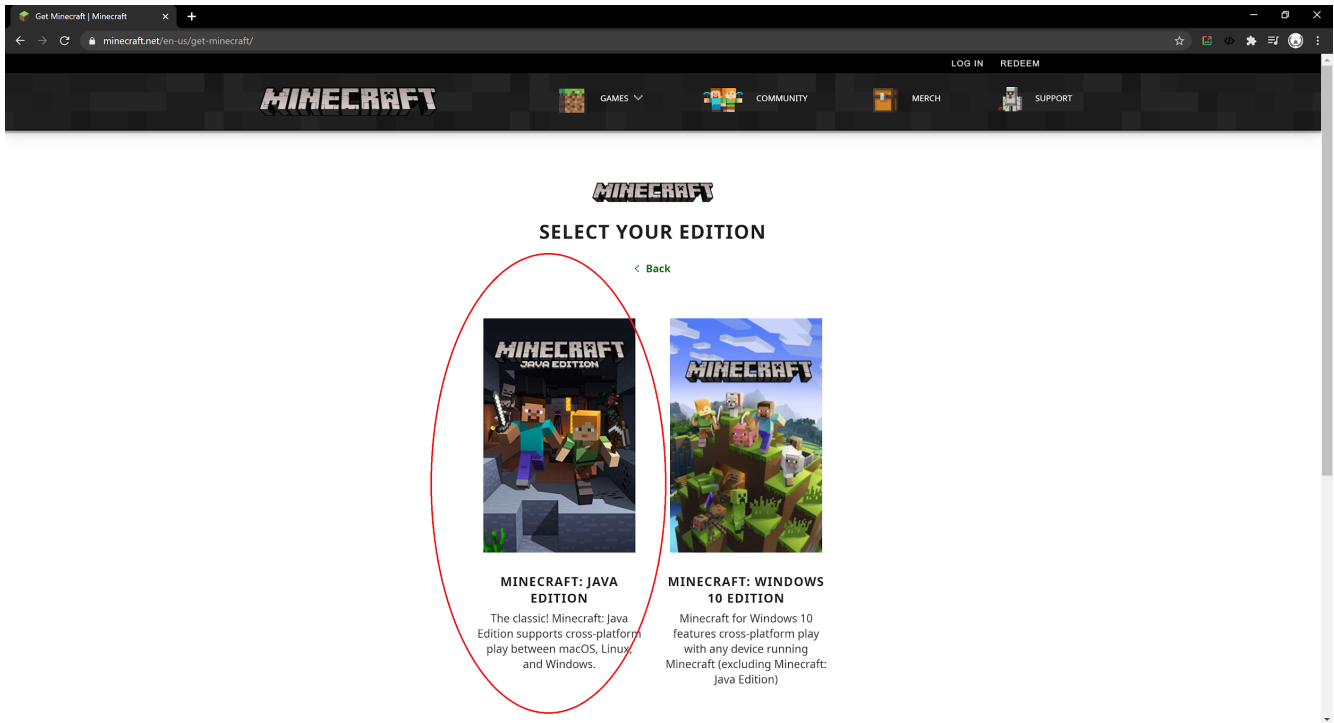 Get Minecraft | Minecraft
minecraft.net/en-us/get-minecraft/
LOG IN REDEEM
MINECRAFT GAMES COMMUNITY MERCH SUPPORT
MINECRAFT
SELECT YOUR EDITION
Back
MINECRAFT
JAVA EDITION
MINECRAFT
MINECRAFT: JAVA
EDITION
The classic! Minecraft: Java
Edition supports cross-platform
play between macOS, Linux,
and Windows.
MINECRAFT: WINDOWS
10 EDITION
Minecraft for Windows 10
features cross-platform play
with any device running
Minecraft (excluding Minecraft:
Java Edition)